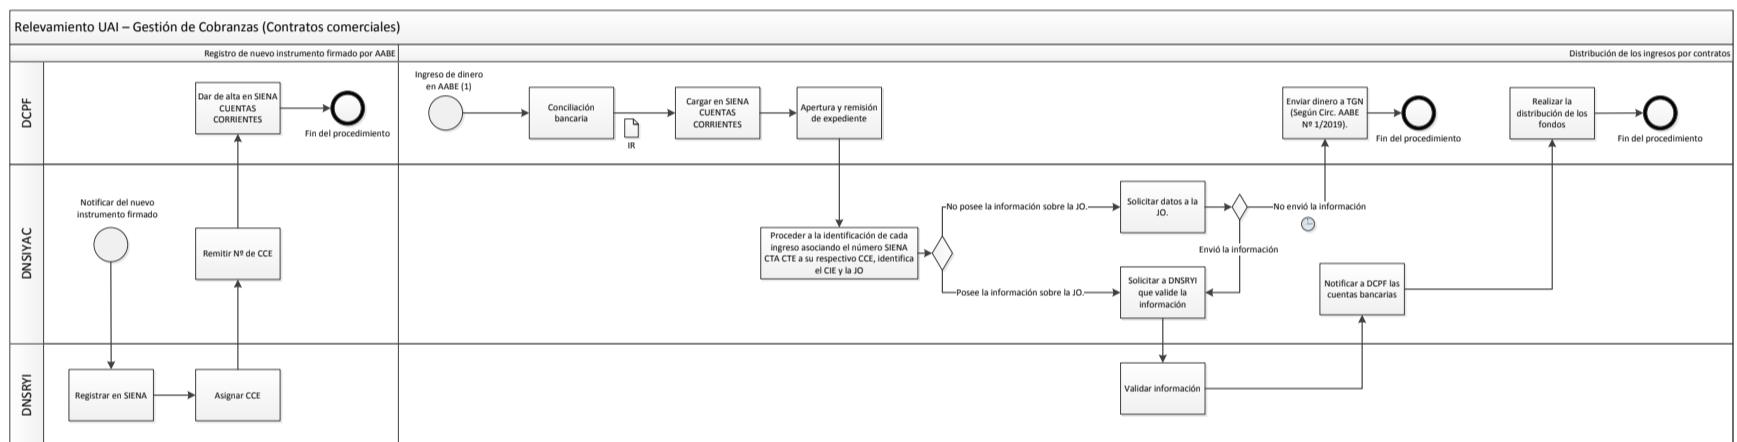 Relevamiento UAI – Gestión de Cobranzas (Contratos comerciales)
Registro de nuevo instrumento firmado por AABE
Distribución de los ingresos por contratos
DCPF
Dar de alta en SIENA
CUENTAS
CORRIENTES
Fin del procedimiento
Ingreso de dinero
en AABE (1)
Conciliación
bancaria
IR
Cargar en SIENA
CUENTAS
CORRIENTES
Apertura y remisión
de expediente
Enviar dinero a TGN
(Según Circ. AABE
Nº 1/2019).
Fin del procedimiento
Realizar la
distribución de los
fondos
Fin del procedimiento
DNSIYAC
Notificar del nuevo
instrumento firmado
Remitir Nº de CCE
Proceder a la identificación de cada
ingreso asociando el número SIENA
CTA CTE a su respectivo CCE, identifica
el CIE y la JO
No posee la información sobre la JO.
Posee la información sobre la JO.
Solicitar datos a la
JO.
No envió la información
Envió la información
Solicitar a DNSRYI
que valide la
información
Notificar a DCPF las
cuentas bancarias
DNSRYI
Registrar en SIENA
Asignar CCE
Validar información